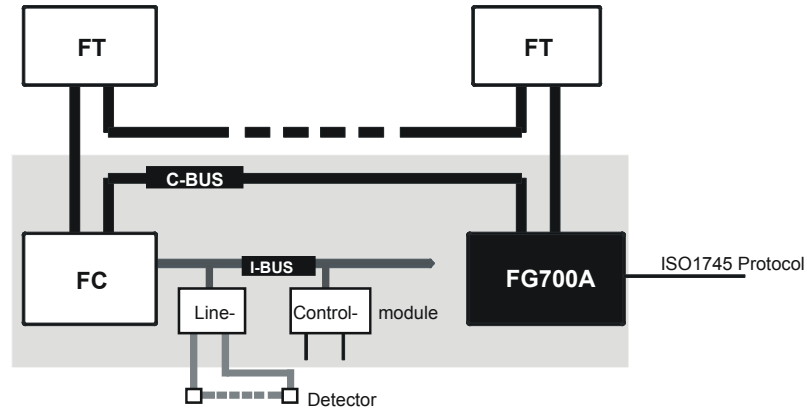 FT
FT
C-BUS
FC
I-BUS
FG700A
ISO1745 Protocol
Line-
Control-
module
Detector